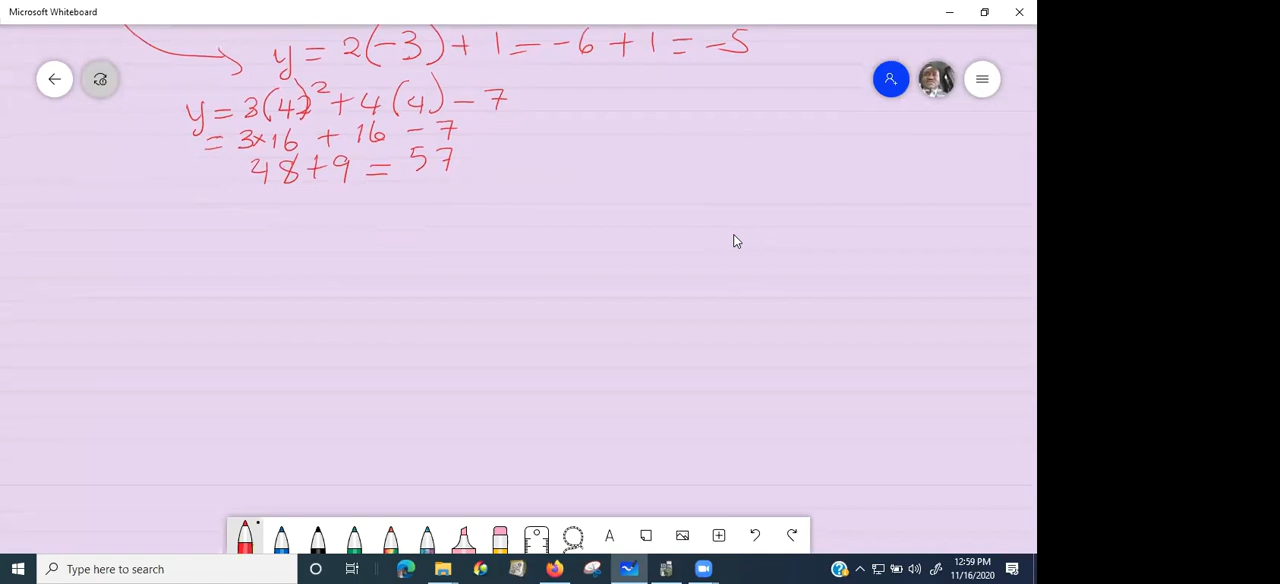 Microsoft Whiteboard
y = 2(-3) + 1 = -6 + 1 = -5
y = 3(4)² + 4(4) - 7
= 3×16 + 16 - 7
48 + 9 = 57
A
Type here to search
12:59 PM
11/16/2020